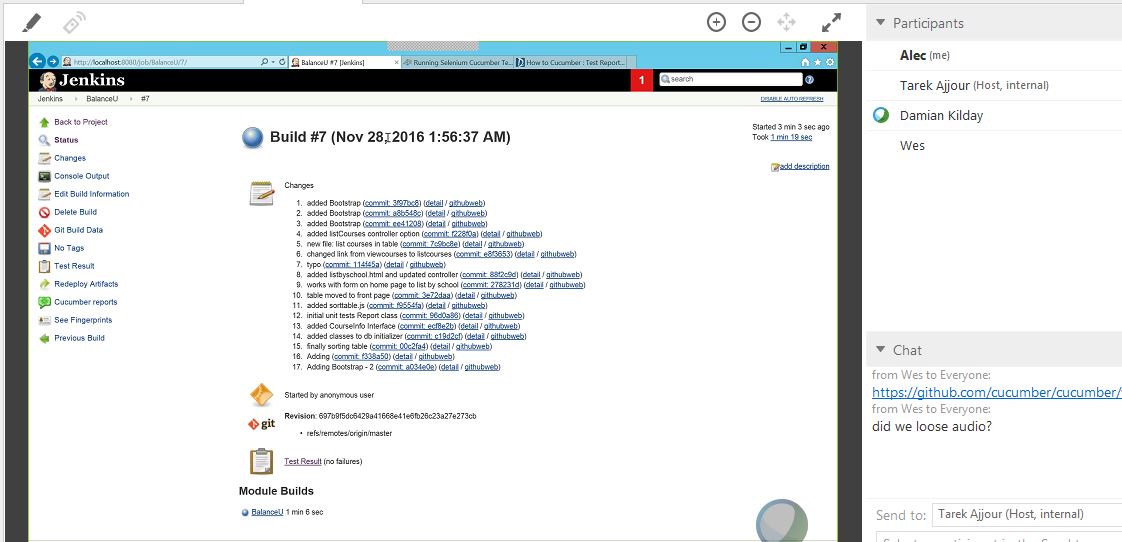 http://localhost:8080/job/BalanceU/7/
BalanceU #7 [Jenkins]
Running Selenium Cucumber Te...
How to Cucumber : Test Report...
Jenkins
1
search
Jenkins
BalanceU
#7
DISABLE AUTO REFRESH
Back to Project
Status
Changes
Console Output
Edit Build Information
Delete Build
Git Build Data
No Tags
Test Result
Redeploy Artifacts
Cucumber reports
See Fingerprints
Previous Build
Build #7 (Nov 28, 2016 1:56:37 AM)
Started 3 min 3 sec ago
Took 1 min 19 sec
add description
Changes
1. added Bootstrap (commit: 3f97bc8) (detail / githubweb)
2. added Bootstrap (commit: a8b548c) (detail / githubweb)
3. added Bootstrap (commit: ee41208) (detail / githubweb)
4. added listCourses controller option (commit: f228f0a) (detail / githubweb)
5. new file: list courses in table (commit: 7c9bc8e) (detail / githubweb)
6. changed link from viewcourses to listcourses (commit: e8f3653) (detail / githubweb)
7. typo (commit: 114f45a) (detail / githubweb)
8. added listbyschool.html and updated controller (commit: 88f2c9d) (detail / githubweb)
9. works with form on home page to list by school (commit: 278231d) (detail / githubweb)
10. table moved to front page (commit: 3e72daa) (detail / githubweb)
11. added sorttable.js (commit: f9554fa) (detail / githubweb)
12. initial unit tests Report class (commit: 96d0a86) (detail / githubweb)
13. added CourseInfo Interface (commit: ecf8e2b) (detail / githubweb)
14. added classes to db initializer (commit: c19d2cf) (detail / githubweb)
15. finally sorting table (commit: 00c2fa4) (detail / githubweb)
16. Adding (commit: f338a50) (detail / githubweb)
17. Adding Bootstrap - 2 (commit: a034e0e) (detail / githubweb)
Started by anonymous user
git
Revision: 697b9f5dc6429a41668e41e6fb26c23a27e273cb
• refs/remotes/origin/master
Test Result (no failures)
Module Builds
BalanceU 1 min 6 sec
Participants
Alec (me)
Tarek Ajjour (Host, internal)
Damian Kilday
Wes
Chat
from Wes to Everyone:
https://github.com/cucumber/cucumber/
from Wes to Everyone:
did we loose audio?
Send to: Tarek Ajjour (Host, internal)